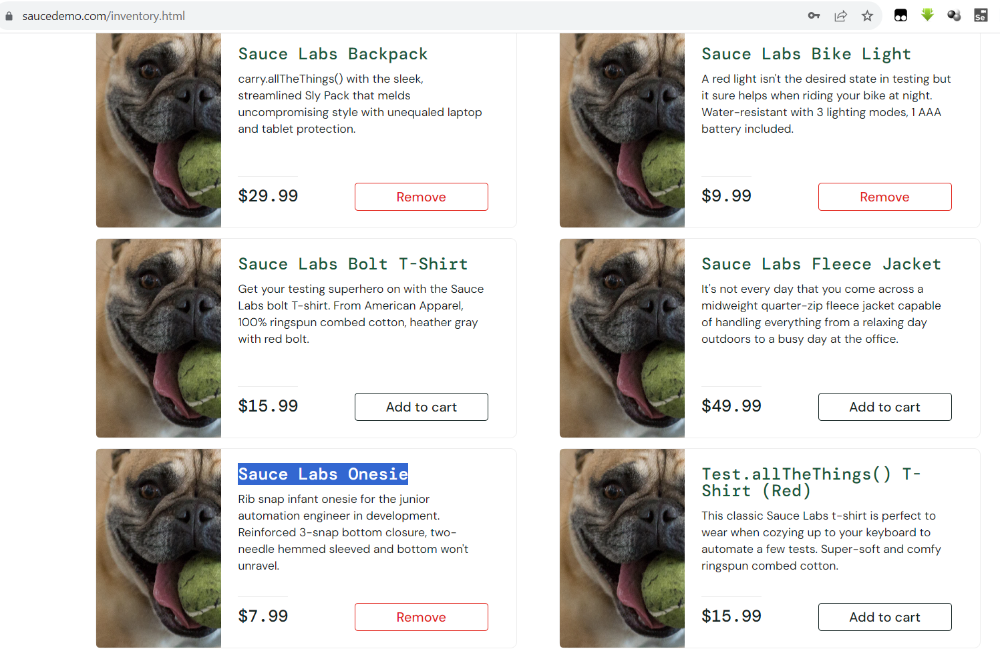 saucedemo.com/inventory.html
Se
Sauce Labs Backpack
carry.allTheThings() with the sleek,
streamlined Sly Pack that melds
uncompromising style with unequaled laptop
and tablet protection.
$29.99
Remove
Sauce Labs Bike Light
A red light isn't the desired state in testing but
it sure helps when riding your bike at night.
Water-resistant with 3 lighting modes, 1 AAA
battery included.
$9.99
Remove
Sauce Labs Bolt T-Shirt
Get your testing superhero on with the Sauce
Labs bolt T-shirt. From American Apparel,
100% ringspun combed cotton, heather gray
with red bolt.
$15.99
Add to cart
Sauce Labs Fleece Jacket
It's not every day that you come across a
midweight quarter-zip fleece jacket capable
of handling everything from a relaxing day
outdoors to a busy day at the office.
$49.99
Add to cart
Sauce Labs Onesie
Rib snap infant onesie for the junior
automation engineer in development.
Reinforced 3-snap bottom closure, two-
needle hemmed sleeved and bottom won't
unravel.
$7.99
Remove
Test.allTheThings() T-
Shirt (Red)
This classic Sauce Labs t-shirt is perfect to
wear when cozying up to your keyboard to
automate a few tests. Super-soft and comfy
ringspun combed cotton.
$15.99
Add to cart